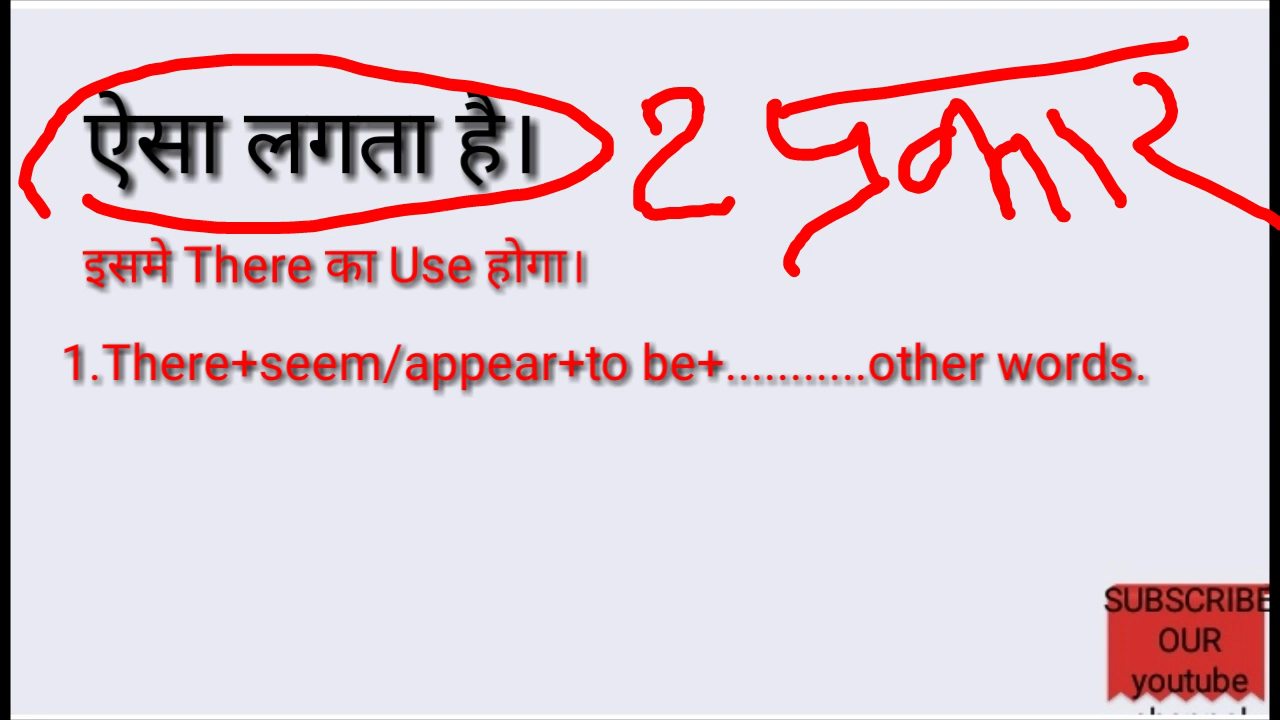 ऐसा लगता है। 2 प्रकार
इसमे There का Use होगा।
1.There+seem/appear+to be+...........other words.
SUBSCRIBE
OUR
youtube